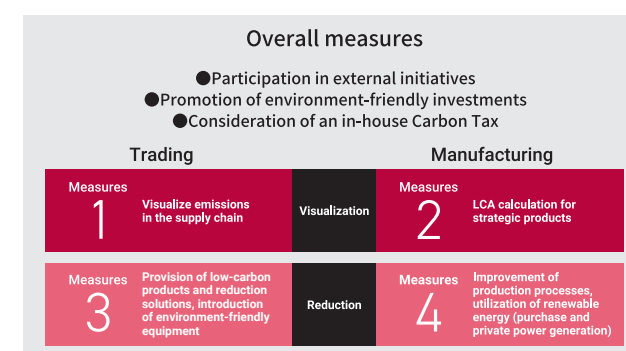 Overall measures
●Participation in external initiatives
●Promotion of environment-friendly investments
●Consideration of an in-house Carbon Tax
Trading
Manufacturing
Measures
1
Visualize emissions
in the supply chain
Visualization
Measures
2
LCA calculation for
strategic products
Measures
3
Provision of low-carbon
products and reduction
solutions, introduction
of environment-friendly
equipment
Reduction
Measures
4
Improvement of
production processes,
utilization of renewable
energy (purchase and
private power generation)